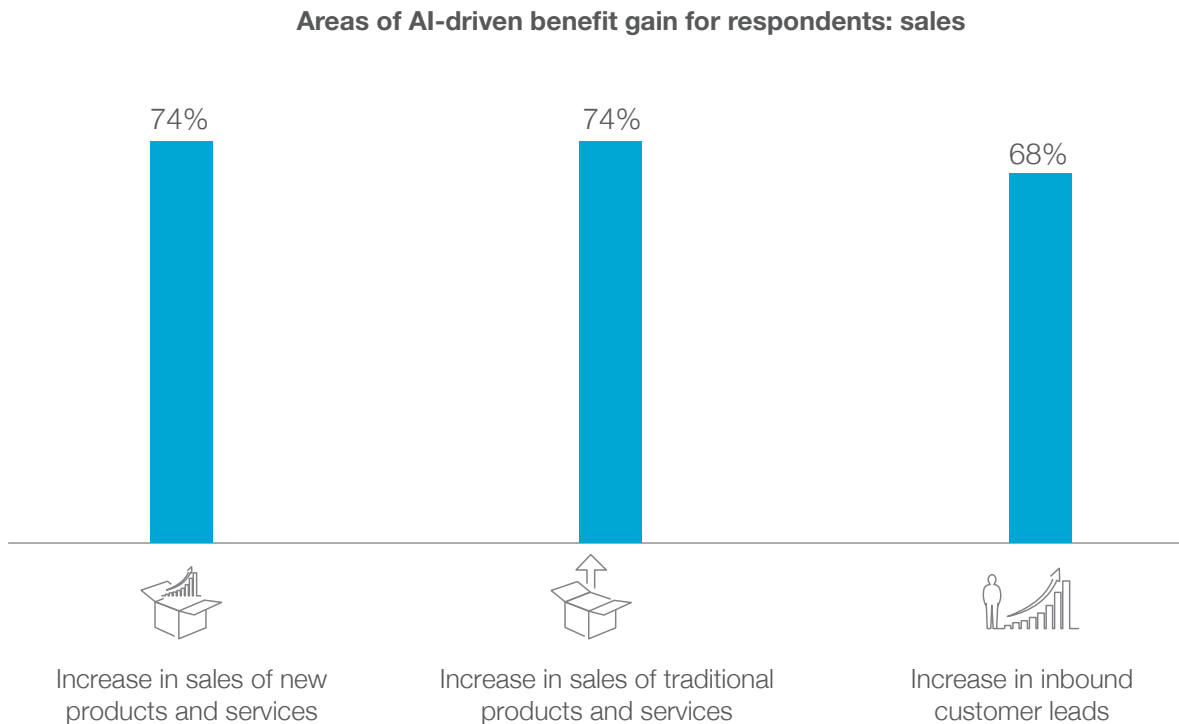 Areas of AI-driven benefit gain for respondents: sales
74%
74%
68%
Increase in sales of new
products and services
Increase in sales of traditional
products and services
Increase in inbound
customer leads